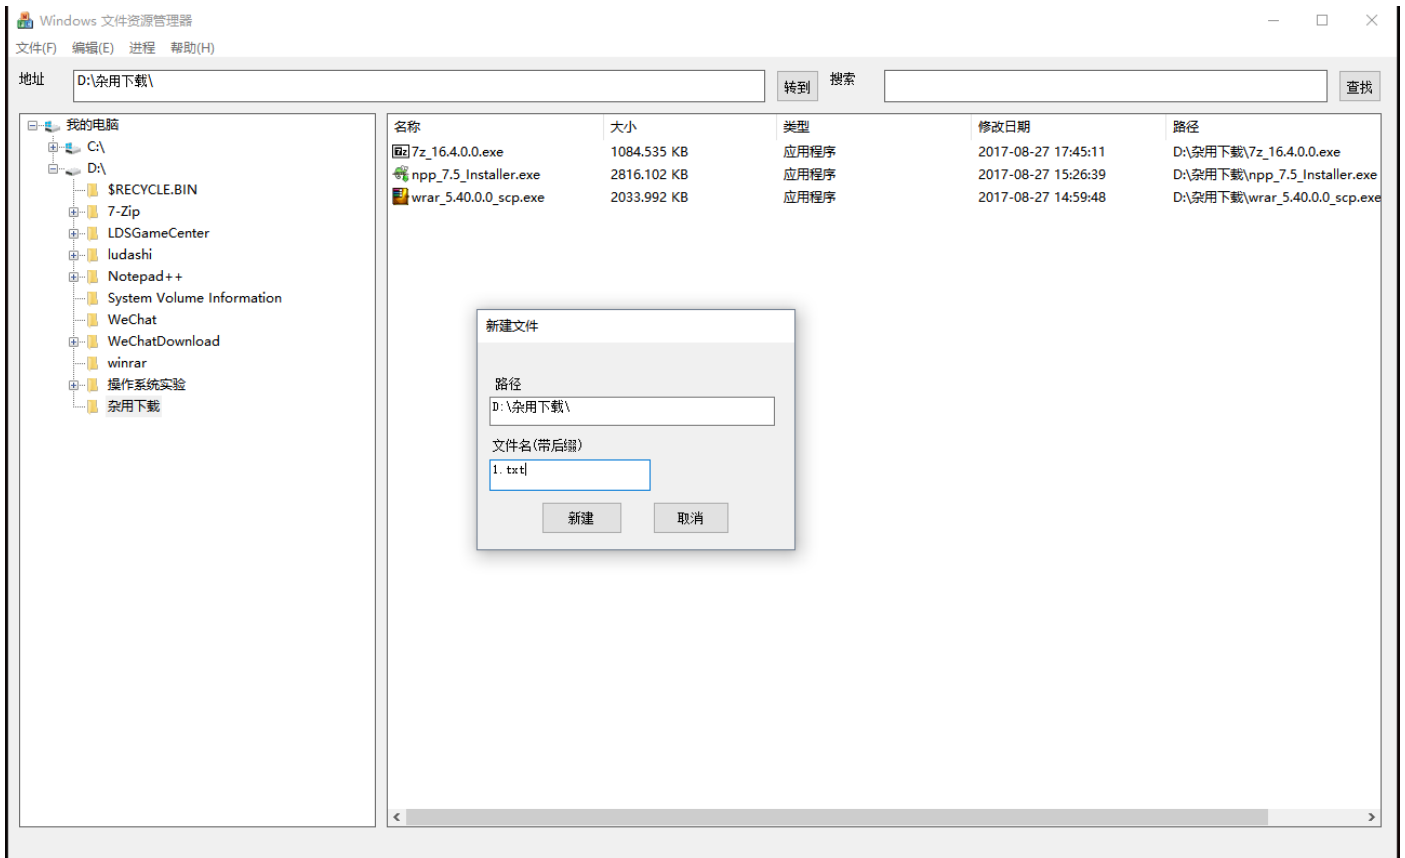 Windows 文件资源管理器
文件(F) 编辑(E) 进程 帮助(H)
地址 D:\杂用下载\ 转到 搜索 查找
我的电脑
C:\
D:\
$RECYCLE.BIN
7-Zip
LDSGameCenter
ludashi
Notepad++
System Volume Information
WeChat
WeChatDownload
winrar
操作系统实验
杂用下载
名称 大小 类型 修改日期 路径
7z_16.4.0.0.exe 1084.535 KB 应用程序 2017-08-27 17:45:11 D:\杂用下载\7z_16.4.0.0.exe
npp_7.5_Installer.exe 2816.102 KB 应用程序 2017-08-27 15:26:39 D:\杂用下载\npp_7.5_Installer.exe
wrar_5.40.0.0_scp.exe 2033.992 KB 应用程序 2017-08-27 14:59:48 D:\杂用下载\wrar_5.40.0.0_scp.exe
新建文件
路径
D:\杂用下载\
文件名(带后缀)
1.txt
新建 取消